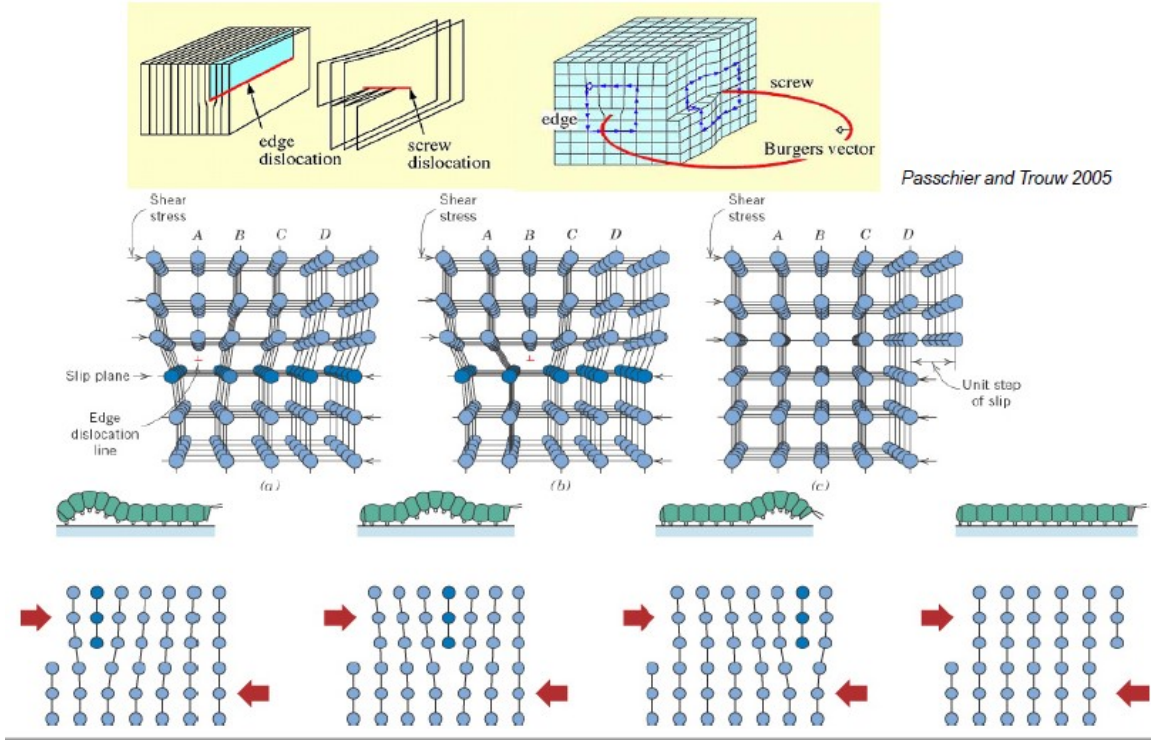 edge
dislocation
screw
dislocation
edge
screw
Burgers vector
Passchier and Trouw 2005
Shear
stress
A B C D
Slip plane
Edge
dislocation
line
(a)
Shear
stress
A B C D
(b)
Shear
stress
A B C D
Unit step
of slip
(c)